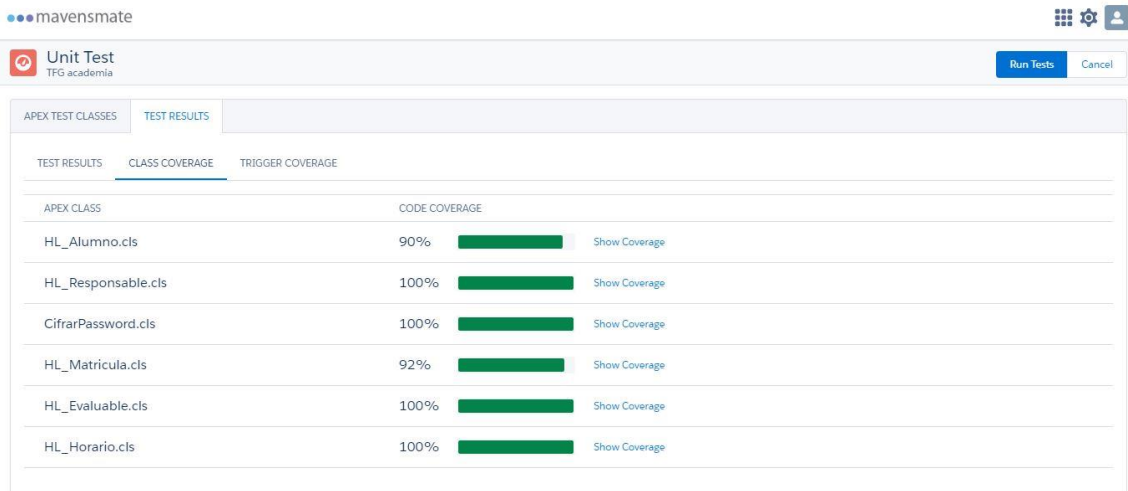 mavensmate
Unit Test
TFG academia
Run Tests Cancel
APEX TEST CLASSES TEST RESULTS
TEST RESULTS CLASS COVERAGE TRIGGER COVERAGE
APEX CLASS CODE COVERAGE
HL_Alumno.cls 90% Show Coverage
HL_Responsable.cls 100% Show Coverage
CifrarPassword.cls 100% Show Coverage
HL_Matricula.cls 92% Show Coverage
HL_Evaluable.cls 100% Show Coverage
HL_Horario.cls 100% Show Coverage